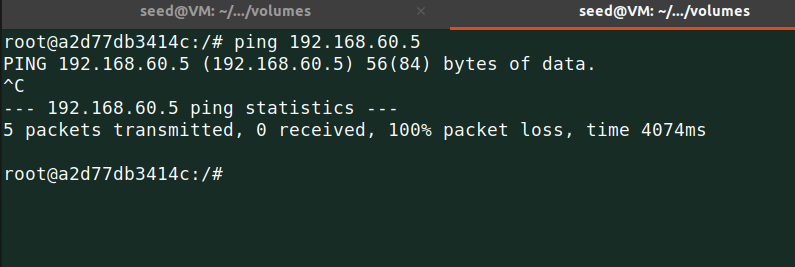 seed@VM: ~/.../volumes × seed@VM: ~/.../volumes
root@a2d77db3414c:/# ping 192.168.60.5
PING 192.168.60.5 (192.168.60.5) 56(84) bytes of data.
^C
--- 192.168.60.5 ping statistics ---
5 packets transmitted, 0 received, 100% packet loss, time 4074ms
root@a2d77db3414c:/#